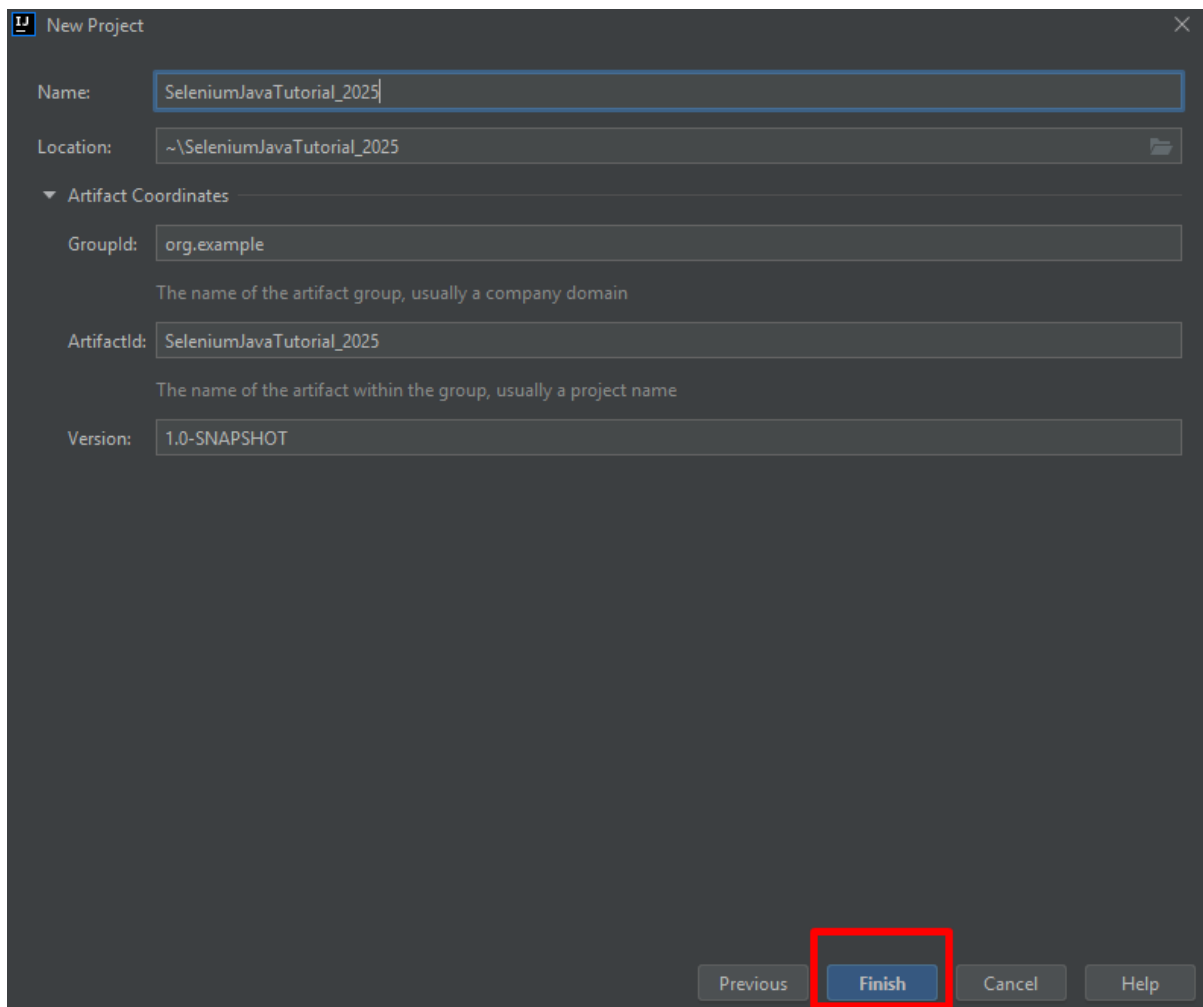 New Project
Name: SeleniumJavaTutorial_2025
Location: ~\SeleniumJavaTutorial_2025
Artifact Coordinates
GroupId: org.example
The name of the artifact group, usually a company domain
ArtifactId: SeleniumJavaTutorial_2025
The name of the artifact within the group, usually a project name
Version: 1.0-SNAPSHOT
Previous Finish Cancel Help